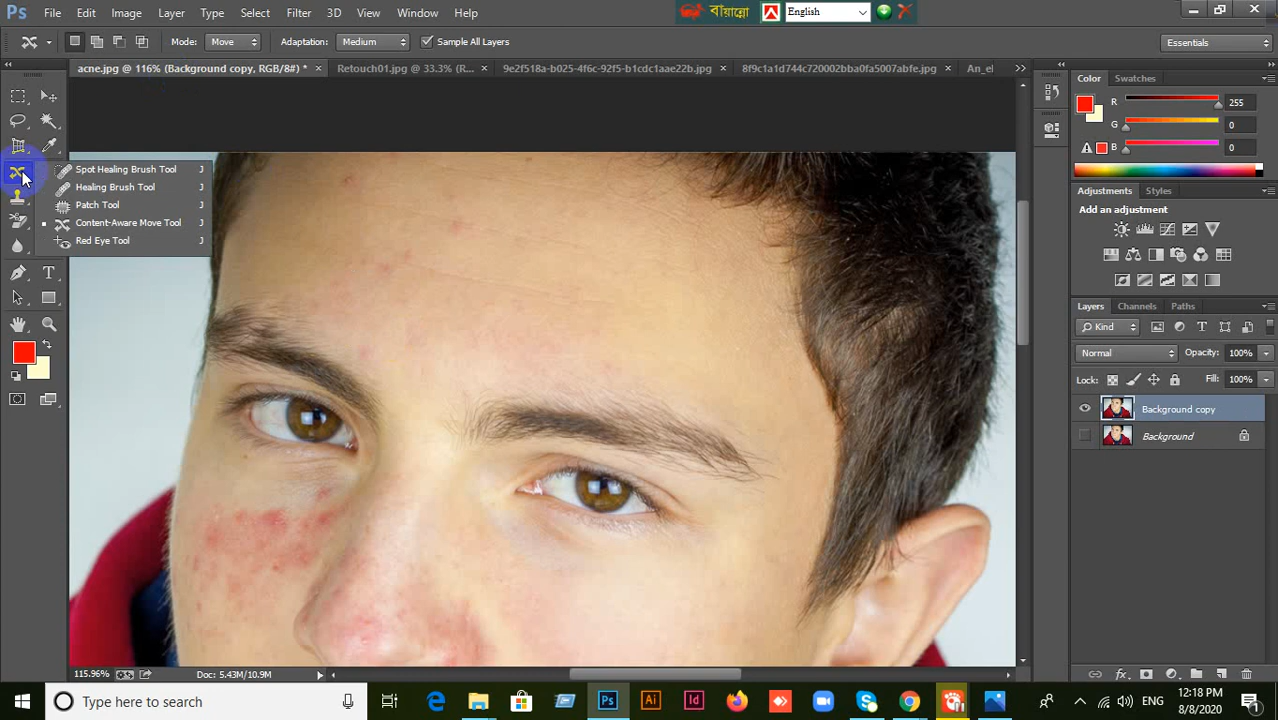 Ps File Edit Image Layer Type Select Filter 3D View Window Help
বায়ান্নো English
Mode: Move Adaptation: Medium Sample All Layers Essentials
acne.jpg @ 116% (Background copy, RGB/8#) * × Retouch01.jpg @ 33.3% (R... × 9e2f518a-b025-4f6c-92f5-b1cdc1aae22b.jpg × 8f9c1a1d744c720002bba0fa5007abfe.jpg × An_el
Spot Healing Brush Tool J
Healing Brush Tool J
Patch Tool J
Content-Aware Move Tool J
Red Eye Tool J
Color Swatches
R 255
G 0
B 0
Adjustments Styles
Add an adjustment
Layers Channels Paths
Kind
Normal Opacity: 100%
Lock: Fill: 100%
Background copy
Background
115.96% Doc: 5.43M/10.9M
Type here to search
Ps Ai Id
ENG
12:18 PM
8/8/2020
1